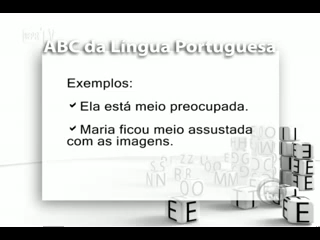 ABC da Língua Portuguesa
Exemplos:
Ela está meio preocupada.
Maria ficou meio assustada
com as imagens.